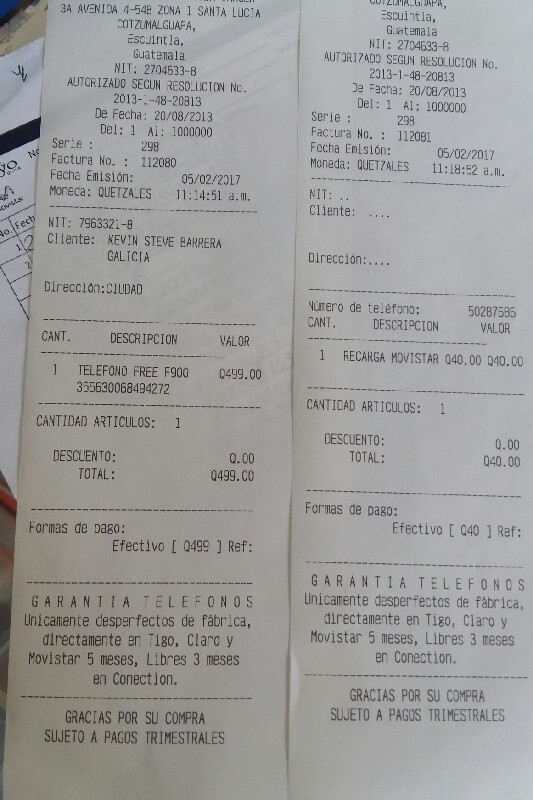 3A AVENIDA 4-54B ZONA 1 SANTA LUCIA
COTZUMALGUAPA,
Escuintla,
Guatemala
NIT: 2704633-8
AUTORIZADO SEGUN RESOLUCION No.
2013-1-48-20813
De Fecha: 20/08/2013
Del: 1 Al: 1000000
Serie : 298
Factura No. : 112080
Fecha Emisión: 05/02/2017
Moneda: QUETZALES 11:14:51 a.m.
NIT: 7963321-8
Cliente: KEVIN STEVE BARRERA
GALICIA
Dirección:CIUDAD
CANT. DESCRIPCION VALOR
1 TELEFONO FREE F900 Q499.00
355630068494272
CANTIDAD ARTICULOS: 1
DESCUENTO: Q.00
TOTAL: Q499.00
Formas de pago:
Efectivo [ Q499 ] Ref:
GARANTIA TELEFONOS
Unicamente desperfectos de fábrica,
directamente en Tigo, Claro y
Movistar 5 meses, Libres 3 meses
en Conection.
GRACIAS POR SU COMPRA
SUJETO A PAGOS TRIMESTRALES
COTZUMALGUAPA,
Escuintla,
Guatemala
NIT: 2704633-8
AUTORIZADO SEGUN RESOLUCION No.
2013-1-48-20813
De Fecha: 20/08/2013
Del: 1 Al: 1000000
Serie : 298
Factura No. : 112081
Fecha Emisión: 05/02/2017
Moneda: QUETZALES 11:18:52 a.m.
NIT: ..
Cliente: ....
Dirección:....
Número de teléfono: 50287585
CANT. DESCRIPCION VALOR
1 RECARGA MOVISTAR Q40.00 Q40.00
CANTIDAD ARTICULOS: 1
DESCUENTO: Q.00
TOTAL: Q40.00
Formas de pago:
Efectivo [ Q40 ] Ref:
GARANTIA TELEFONOS
Unicamente desperfectos de fábrica,
directamente en Tigo, Claro y
Movistar 5 meses, Libres 3 meses
en Conection.
GRACIAS POR SU COMPRA
SUJETO A PAGOS TRIMESTRALES